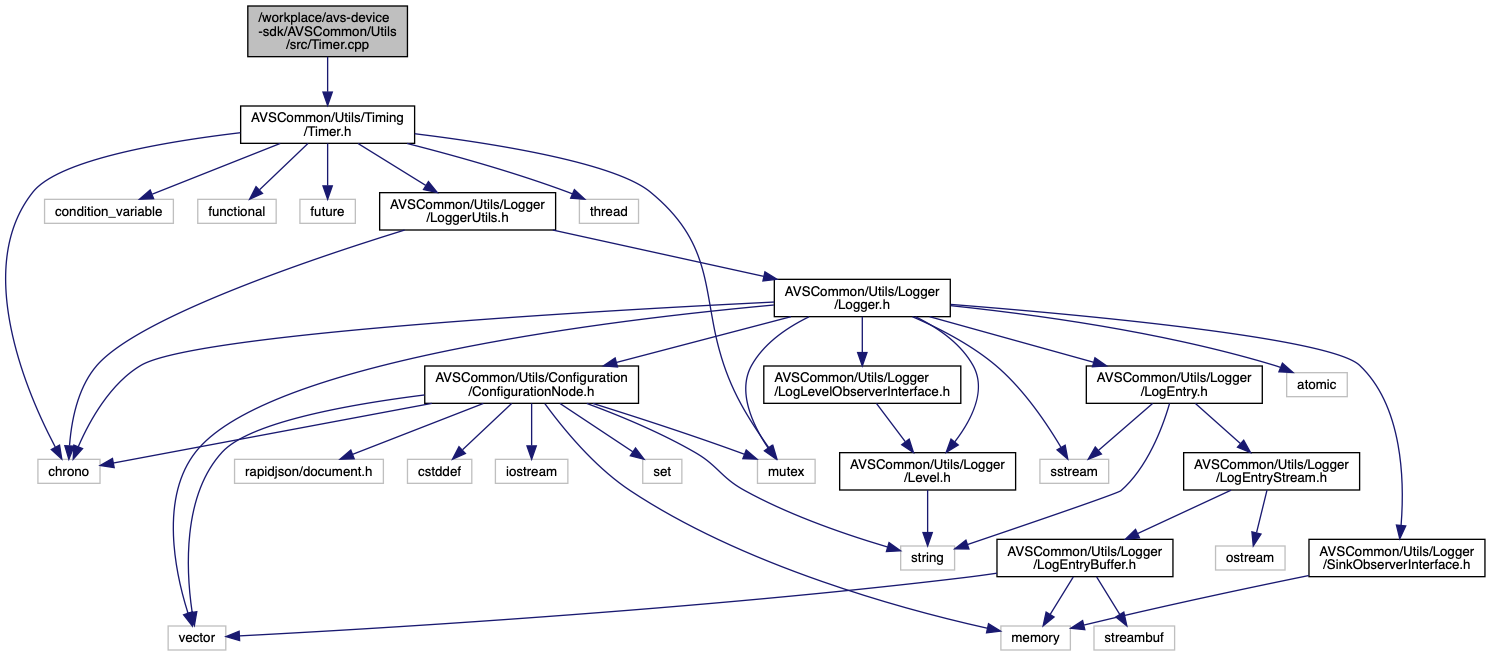 /workplace/avs-device
-sdk/AVSCommon/Utils
/src/Timer.cpp
AVSCommon/Utils/Timing
/Timer.h
condition_variable
functional
future
AVSCommon/Utils/Logger
/LoggerUtils.h
thread
AVSCommon/Utils/Logger
/Logger.h
AVSCommon/Utils/Configuration
/ConfigurationNode.h
AVSCommon/Utils/Logger
/LogLevelObserverInterface.h
AVSCommon/Utils/Logger
/LogEntry.h
atomic
chrono
rapidjson/document.h
cstddef
iostream
set
mutex
AVSCommon/Utils/Logger
/Level.h
sstream
AVSCommon/Utils/Logger
/LogEntryStream.h
string
AVSCommon/Utils/Logger
/LogEntryBuffer.h
ostream
AVSCommon/Utils/Logger
/SinkObserverInterface.h
vector
memory
streambuf